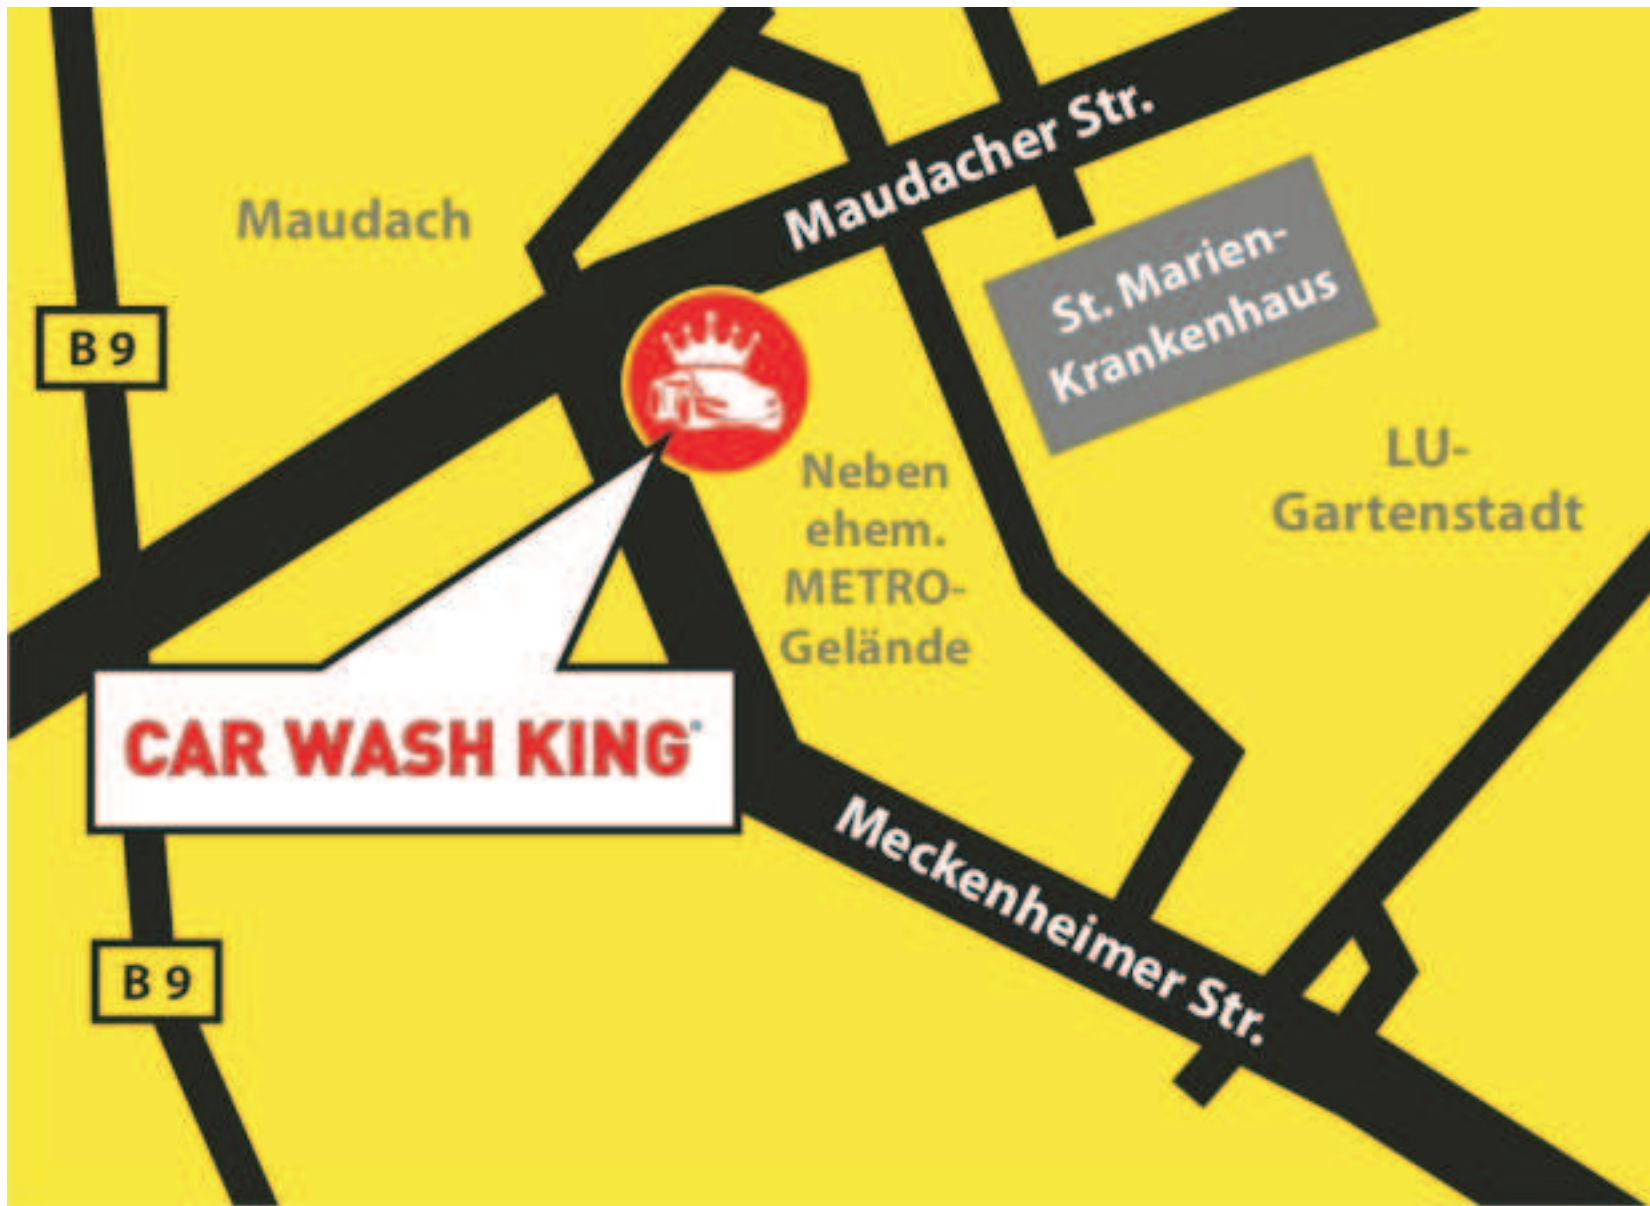 Maudacher Str.
Maudach
St. Marien-
Krankenhaus
B 9
LU-
Gartenstadt
Neben
ehem.
METRO-
Gelände
CAR WASH KING
Meckenheimer Str.
B 9